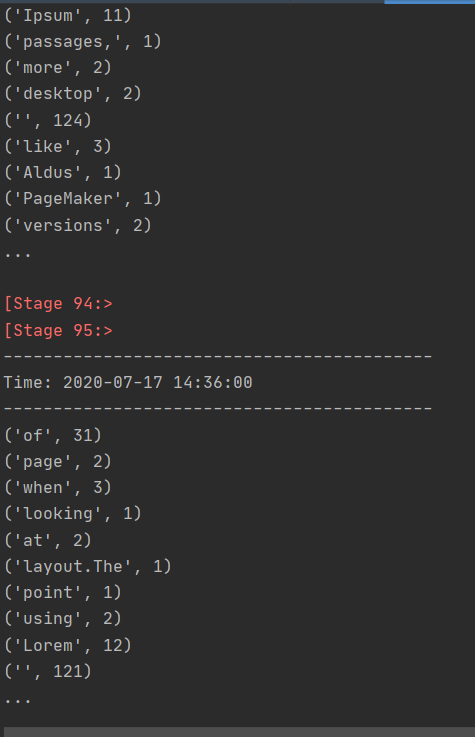 ('Ipsum', 11)
('passages,', 1)
('more', 2)
('desktop', 2)
('', 124)
('like', 3)
('Aldus', 1)
('PageMaker', 1)
('versions', 2)
...
[Stage 94:>
[Stage 95:>
-------------------------------------------
Time: 2020-07-17 14:36:00
-------------------------------------------
('of', 31)
('page', 2)
('when', 3)
('looking', 1)
('at', 2)
('layout.The', 1)
('point', 1)
('using', 2)
('Lorem', 12)
('', 121)
...